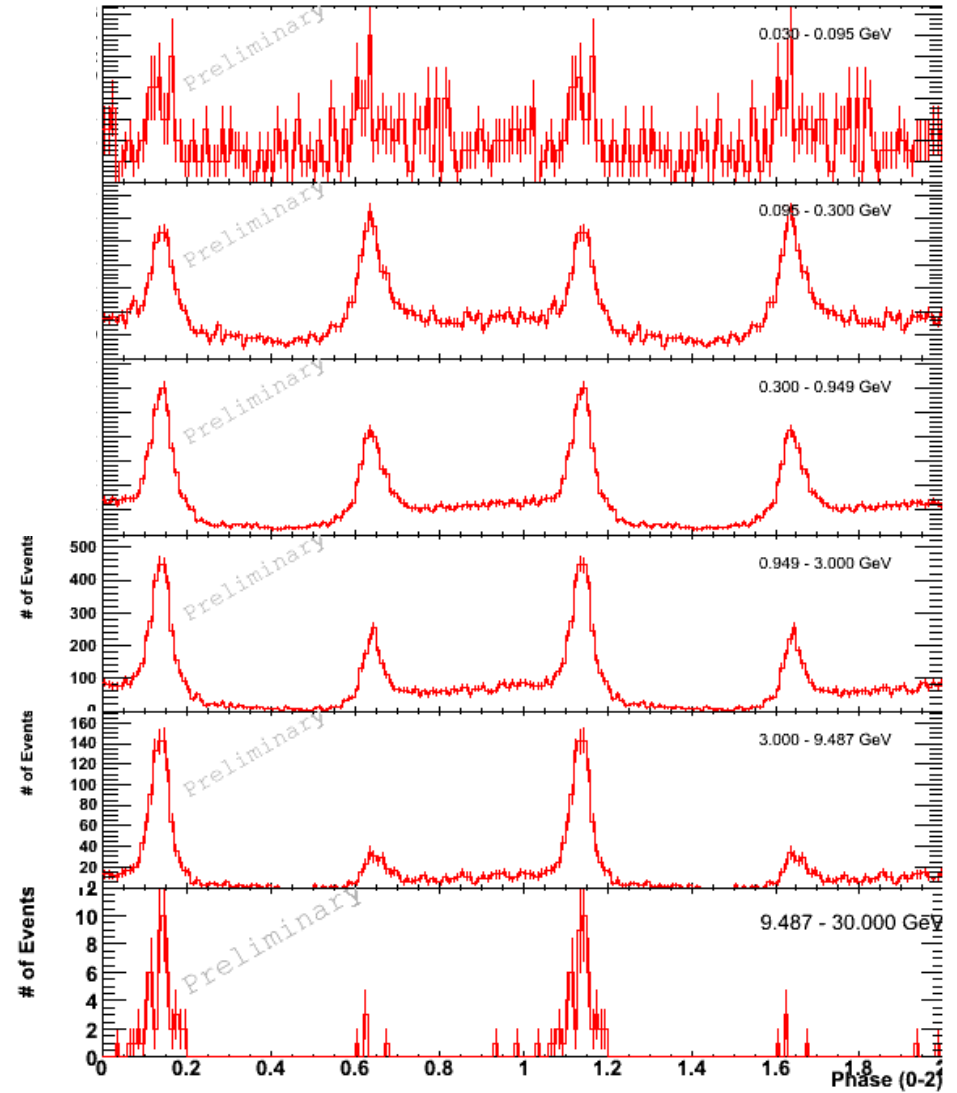 Preliminary
0.030 - 0.095 GeV
Preliminary
0.095 - 0.300 GeV
Preliminary
0.300 - 0.949 GeV
# of Events
500
400
300
200
100
0
Preliminary
0.949 - 3.000 GeV
# of Events
160
140
120
100
80
60
40
20
Preliminary
3.000 - 9.487 GeV
# of Events
12
10
8
6
4
2
0
Preliminary
9.487 - 30.000 GeV
0 0.2 0.4 0.6 0.8 1 1.2 1.4 1.6 1.8 2
Phase (0-2)